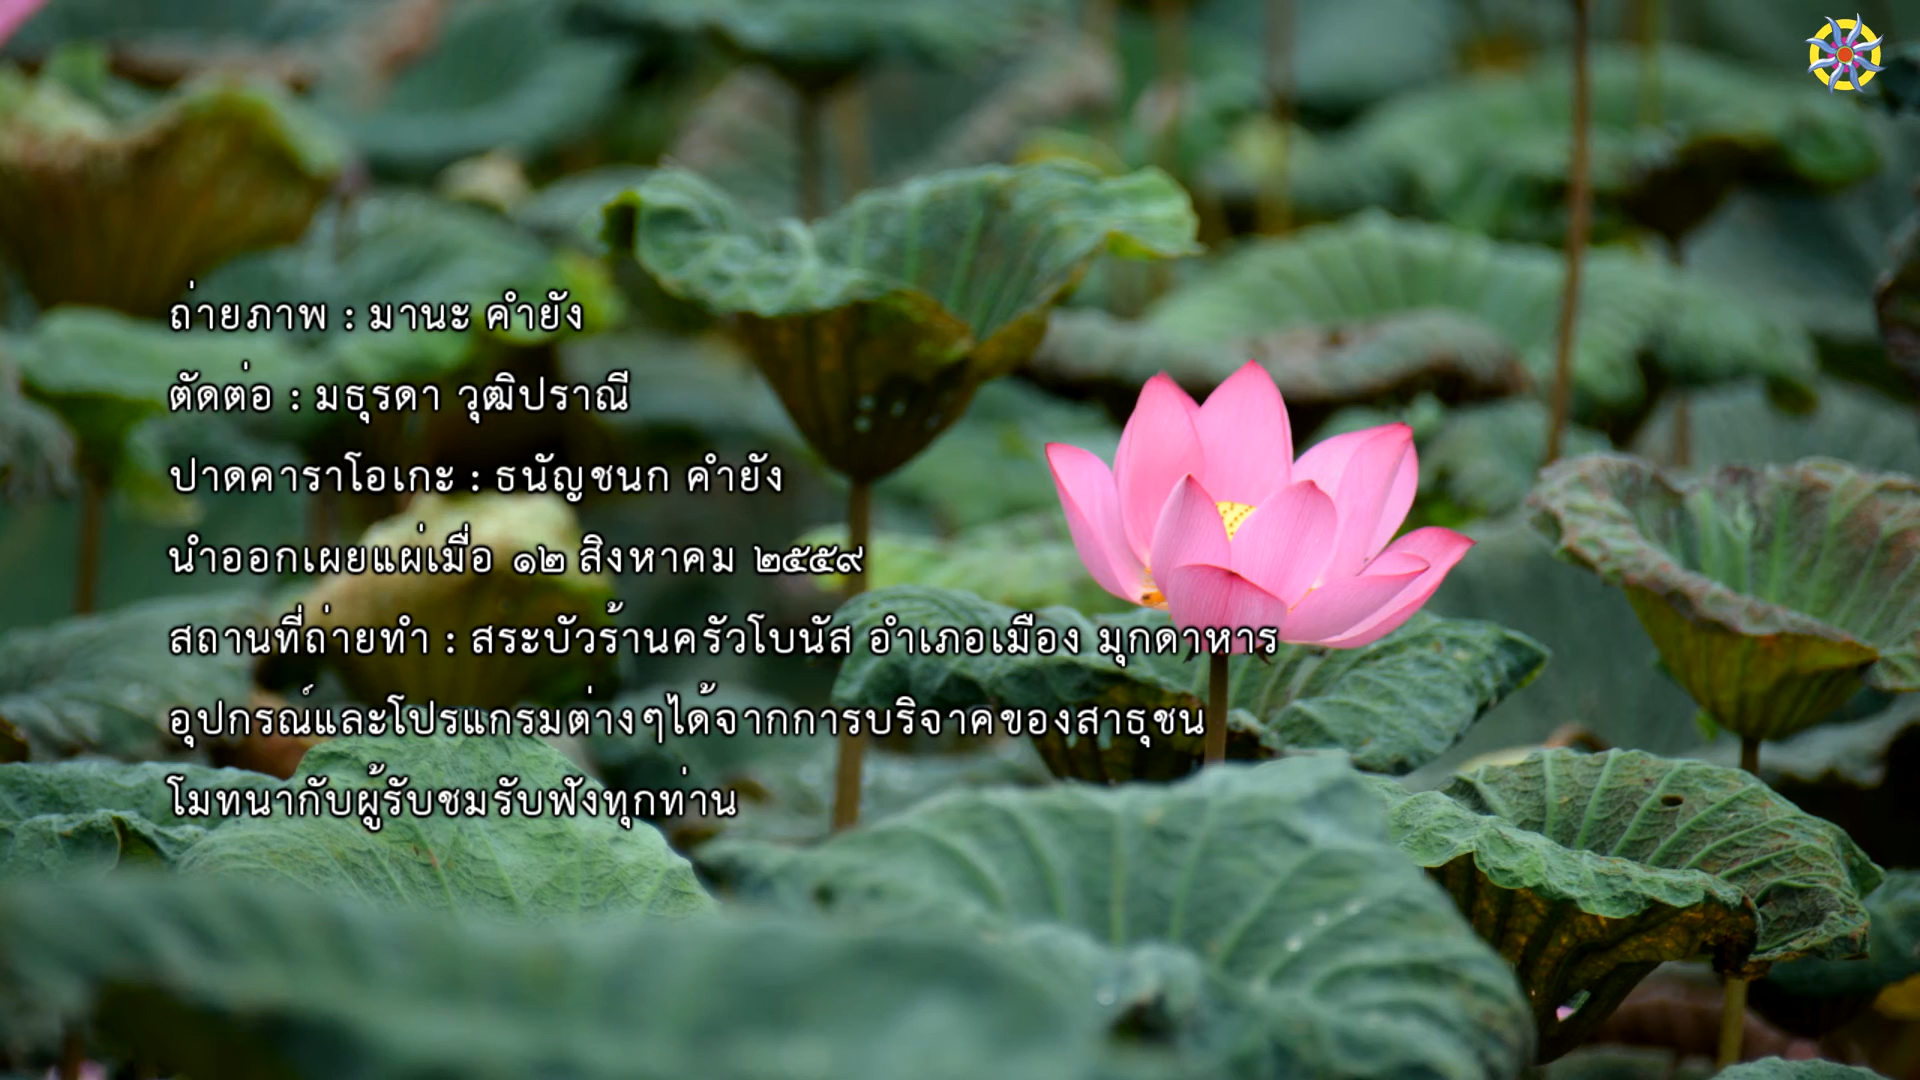 ถ่ายภาพ : มานะ คำยัง
ตัดต่อ : มธุรดา วุฒิปราณี
ปาดคาราโอเกะ : ธนัญชนก คำยัง
นำออกเผยแผ่เมื่อ ๑๒ สิงหาคม ๒๕๕๙
สถานที่ถ่ายทำ : สระบัวร้านครัวโบนัส อำเภอเมือง มุกดาหาร
อุปกรณ์และโปรแกรมต่างๆได้จากการบริจาคของสาธุชน
โมทนากับผู้รับชมรับฟังทุกท่าน